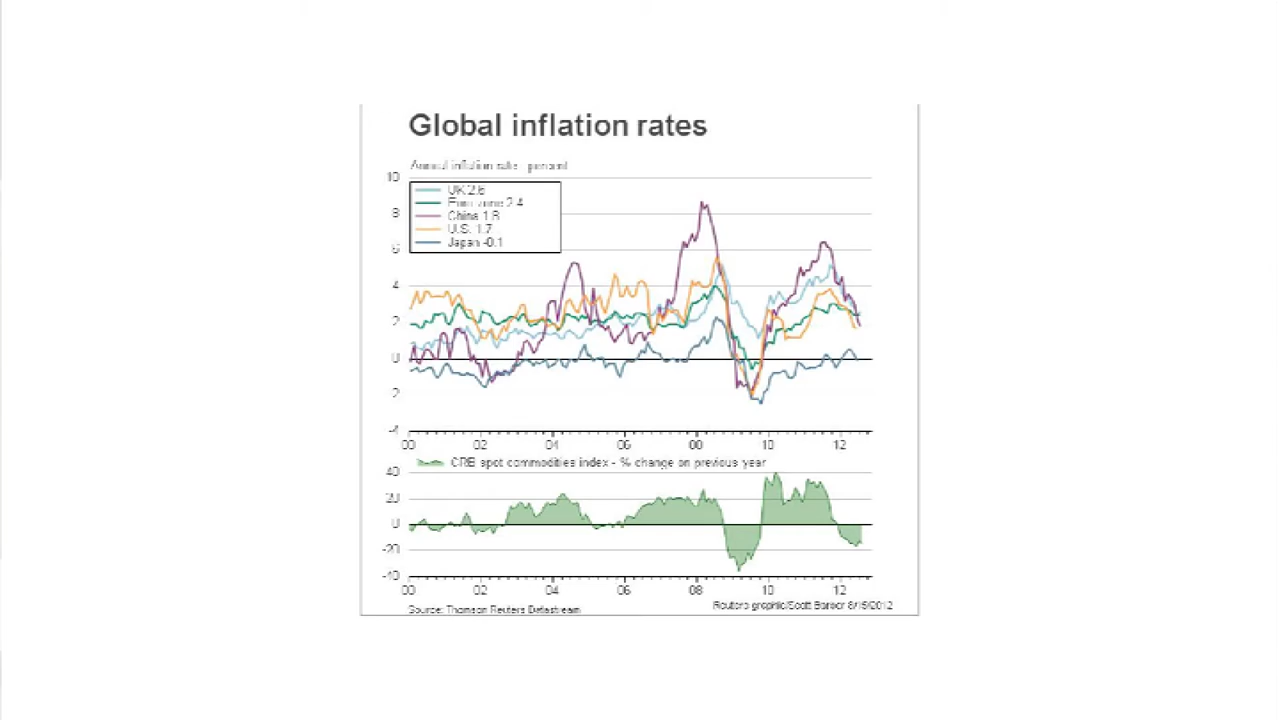 Global inflation rates
Annual inflation rate - percent
10
8
6
4
2
0
2
-4
UK 2.6
Euro zone 2.4
China 1.8
U.S. 1.7
Japan -0.1
00 02 04 06 08 10 12
CRB spot commodities index - % change on previous year
40
20
0
-20
-40
00 02 04 06 08 10 12
Source: Thomson Reuters Datastream
Reuters graphic/Scott Barber 8/15/2012